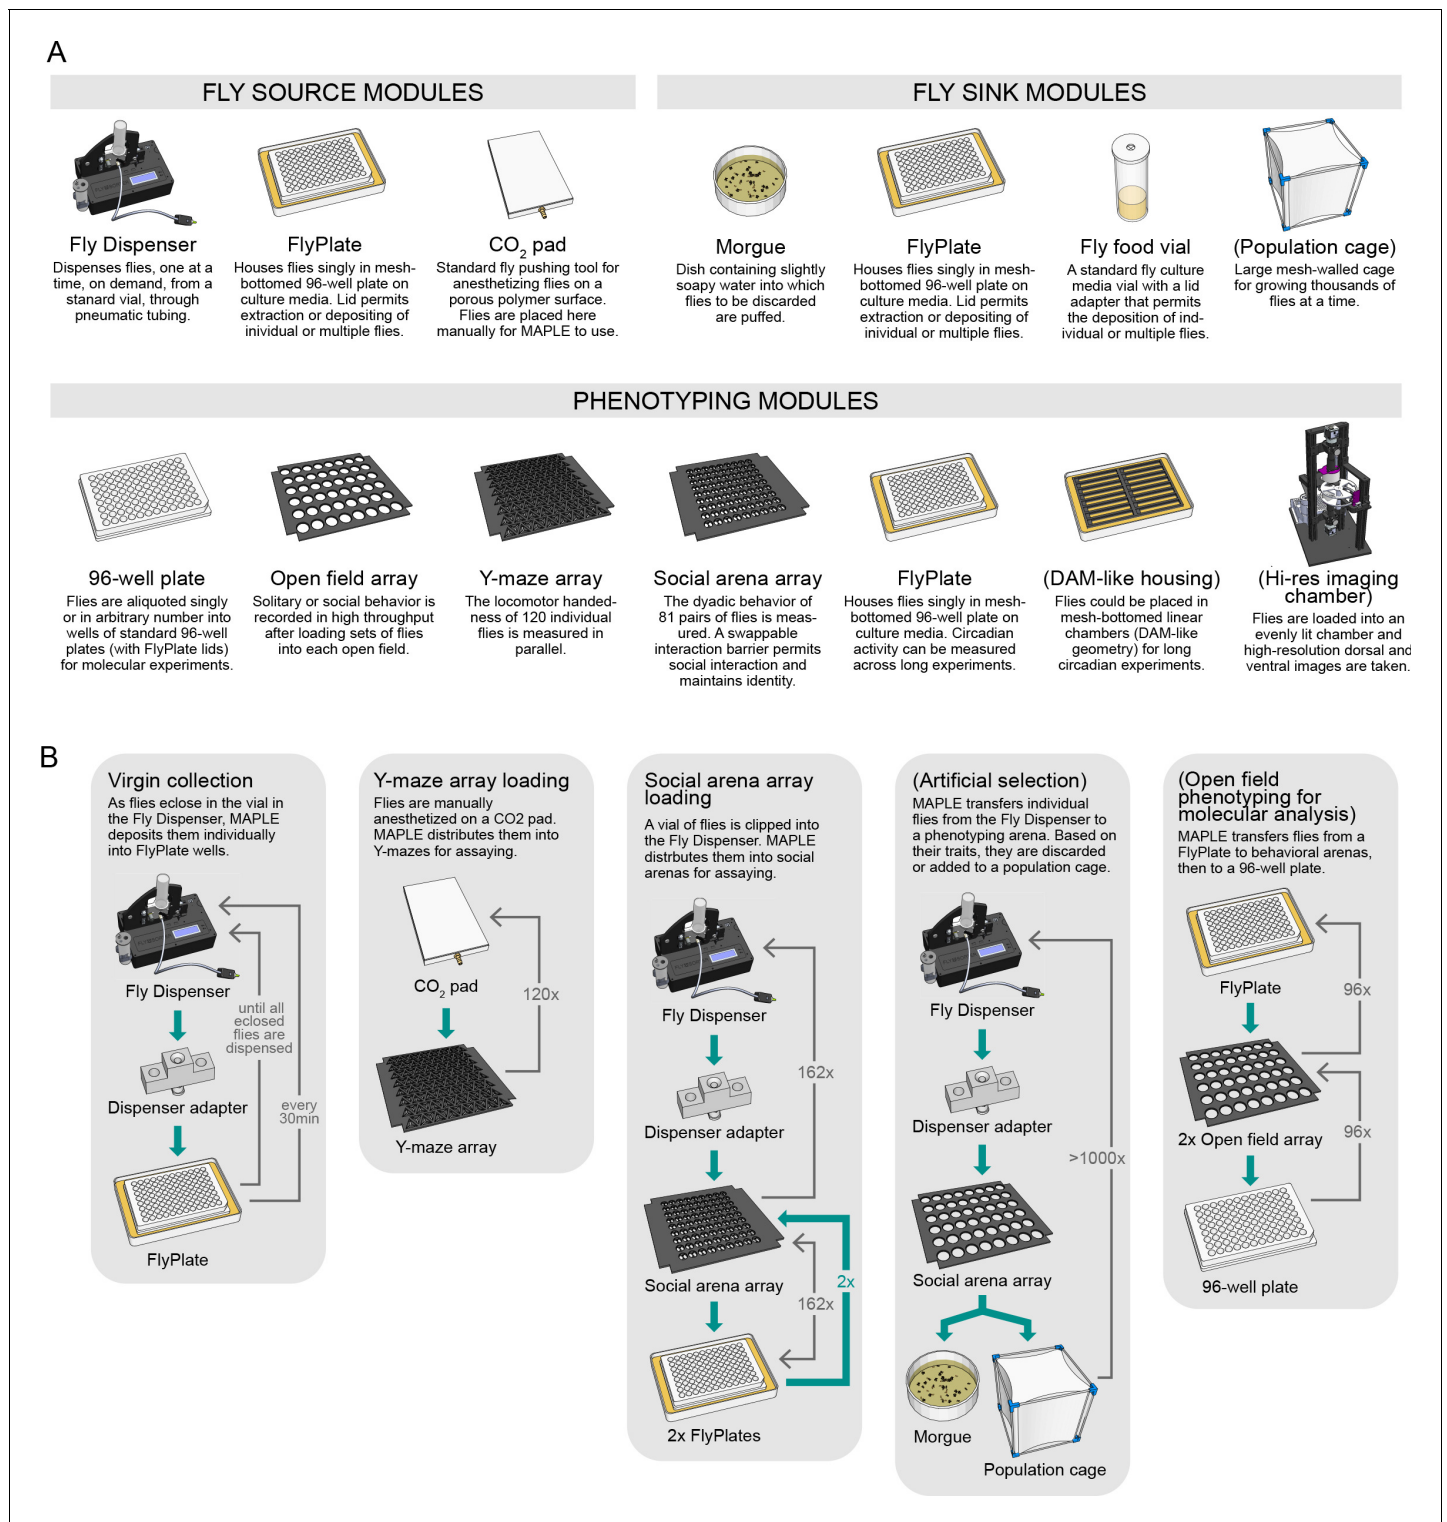 A
FLY SOURCE MODULES
FLY SINK MODULES
Fly Dispenser
Dispenses flies, one at a
time, on demand, from a
stanard vial, through
pneumatic tubing.
FlyPlate
Houses flies singly in mesh-
bottomed 96-well plate on
culture media. Lid permits
extraction or depositing of
inividual or multiple flies.
CO2 pad
Standard fly pushing tool for
anesthetizing flies on a
porous polymer surface.
Flies are placed here
manually for MAPLE to use.
Morgue
Dish containing slightly
soapy water into which
flies to be discarded
are puffed.
FlyPlate
Houses flies singly in mesh-
bottomed 96-well plate on
culture media. Lid permits
extraction or depositing of
inividual or multiple flies.
Fly food vial
A standard fly culture
media vial with a lid
adapter that permits
the deposition of ind-
ividual or multiple flies.
(Population cage)
Large mesh-walled cage
for growing thousands of
flies at a time.
PHENOTYPING MODULES
96-well plate
Flies are aliquoted singly
or in arbitrary number into
wells of standard 96-well
plates (with FlyPlate lids)
for molecular experiments.
Open field array
Solitary or social behavior is
recorded in high throughput
after loading sets of flies
into each open field.
Y-maze array
The locomotor handed-
ness of 120 individual
flies is measured in
parallel.
Social arena array
The dyadic behavior of
81 pairs of flies is meas-
ured. A swappable
interaction barrier permits
social interaction and
maintains identity.
FlyPlate
Houses flies singly in mesh-
bottomed 96-well plate on
culture media. Circadian
activity can be measured
across long experiments.
(DAM-like housing)
Flies could be placed in
mesh-bottomed linear
chambers (DAM-like
geometry) for long
circadian experiments.
(Hi-res imaging
chamber)
Flies are loaded into an
evenly lit chamber and
high-resolution dorsal and
ventral images are taken.
B
Virgin collection
As flies eclose in the vial in
the Fly Dispenser, MAPLE
deposits them individually
into FlyPlate wells.
Fly Dispenser
until all
eclosed
flies are
dispensed
Dispenser adapter
every
30min
FlyPlate
Y-maze array loading
Flies are manually
anesthetized on a CO2 pad.
MAPLE distributes them into
Y-mazes for assaying.
CO2 pad
120x
Y-maze array
Social arena array
loading
A vial of flies is clipped into
the Fly Dispenser. MAPLE
distrbutes them into social
arenas for assaying.
Fly Dispenser
162x
Dispenser adapter
Social arena array
162x
2x
2x FlyPlates
(Artificial selection)
MAPLE transfers individual
flies from the Fly Dispenser to
a phenotyping arena. Based on
their traits, they are discarded
or added to a population cage.
Fly Dispenser
Dispenser adapter
>1000x
Social arena array
Morgue
Population cage
(Open field
phenotyping for
molecular analysis)
MAPLE transfers flies from a
FlyPlate to behavioral arenas,
then to a 96-well plate.
FlyPlate
96x
2x Open field array
96x
96-well plate